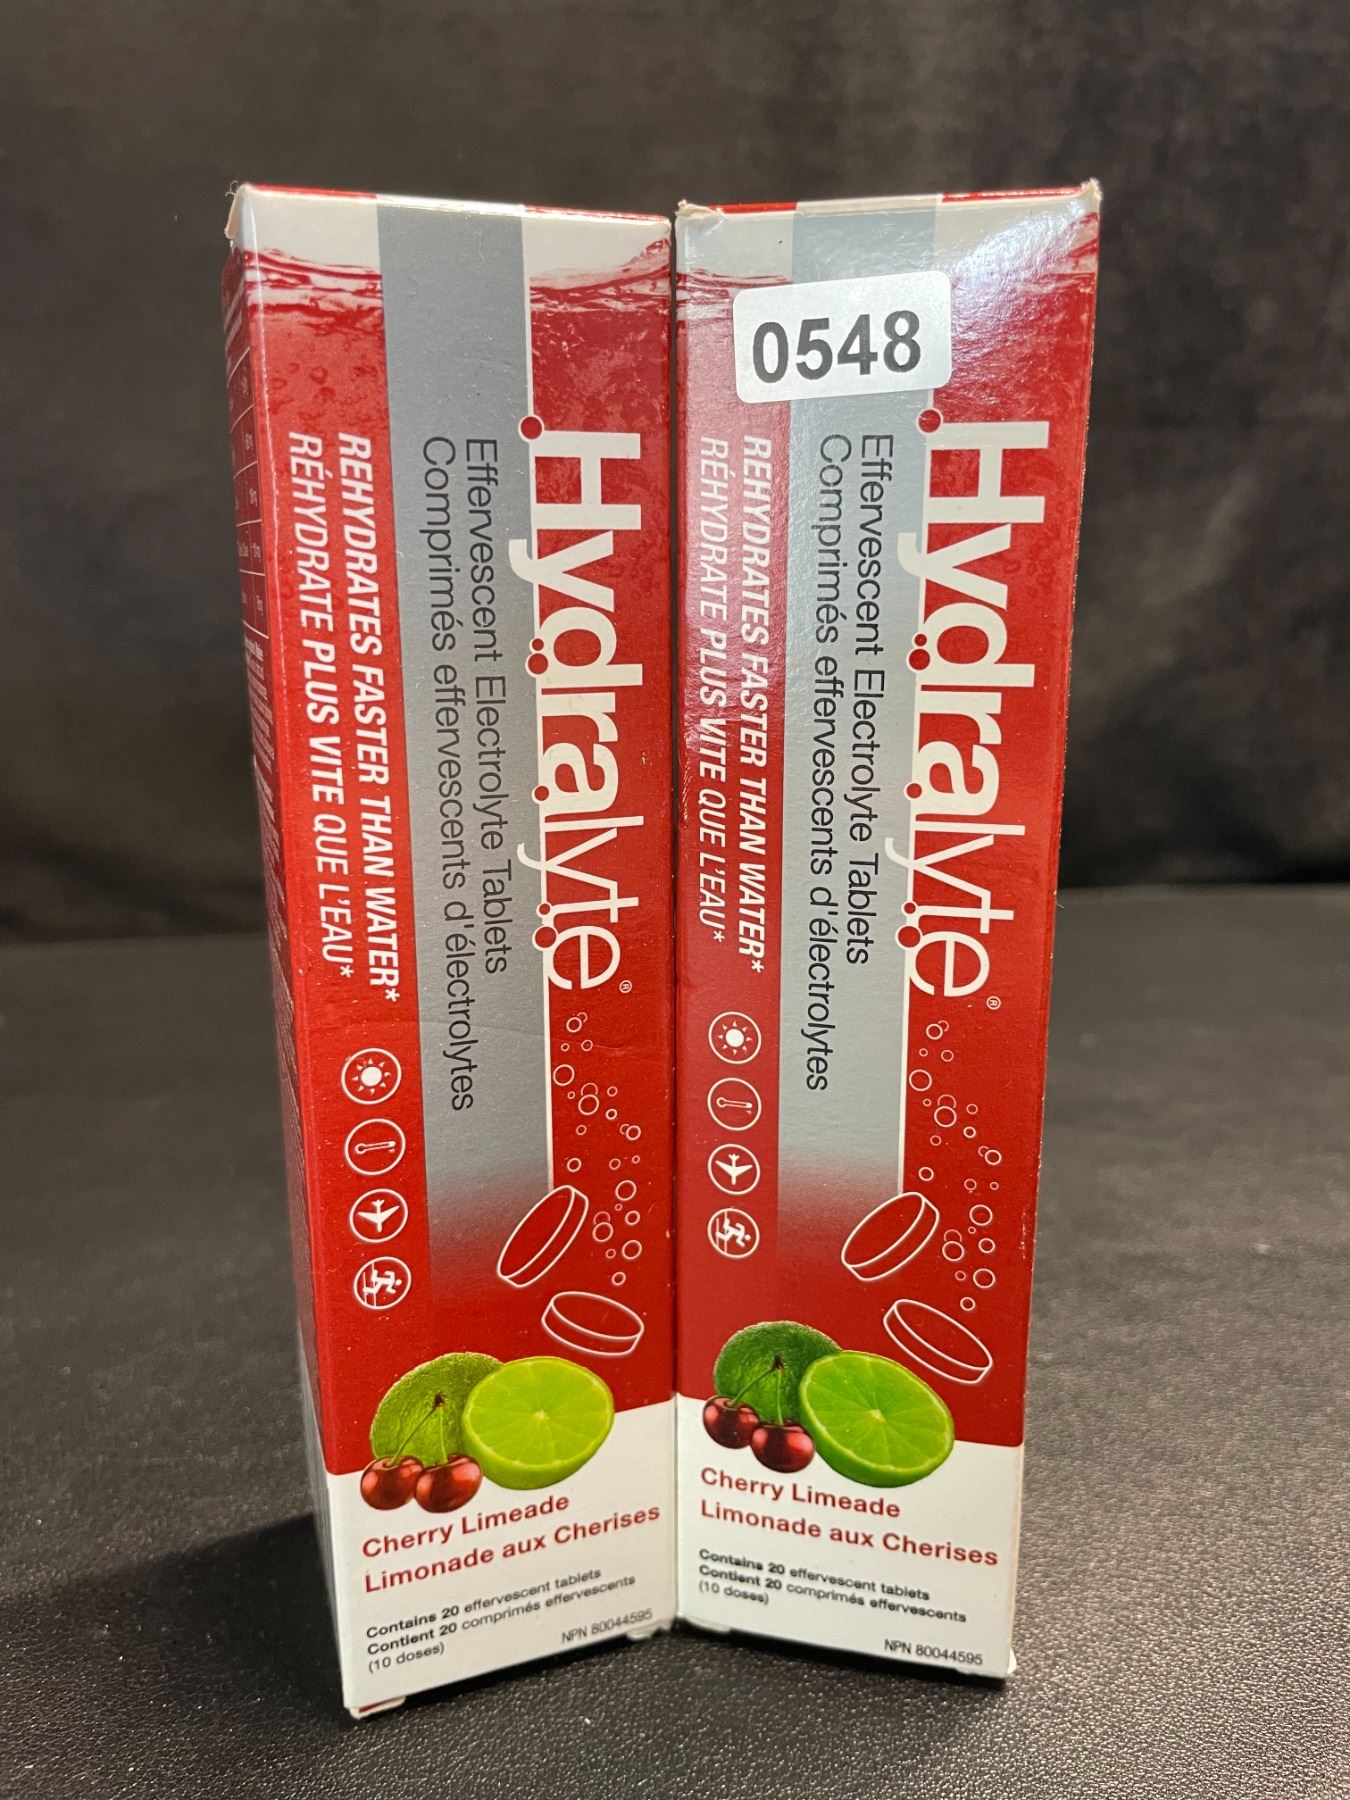 Hydralyte®
Effervescent Electrolyte Tablets
Comprimés effervescents d'électrolytes
REHYDRATES FASTER THAN WATER*
RÉHYDRATE PLUS VITE QUE L'EAU*
Cherry Limeade
Limonade aux Cherises
Contains 20 effervescent tablets
Contient 20 comprimés effervescents
(10 doses)
NPN 80044595
0548
Hydralyte®
Effervescent Electrolyte Tablets
Comprimés effervescents d'électrolytes
REHYDRATES FASTER THAN WATER*
RÉHYDRATE PLUS VITE QUE L'EAU*
Cherry Limeade
Limonade aux Cherises
Contains 20 effervescent tablets
Contient 20 comprimés effervescents
(10 doses)
NPN 80044595